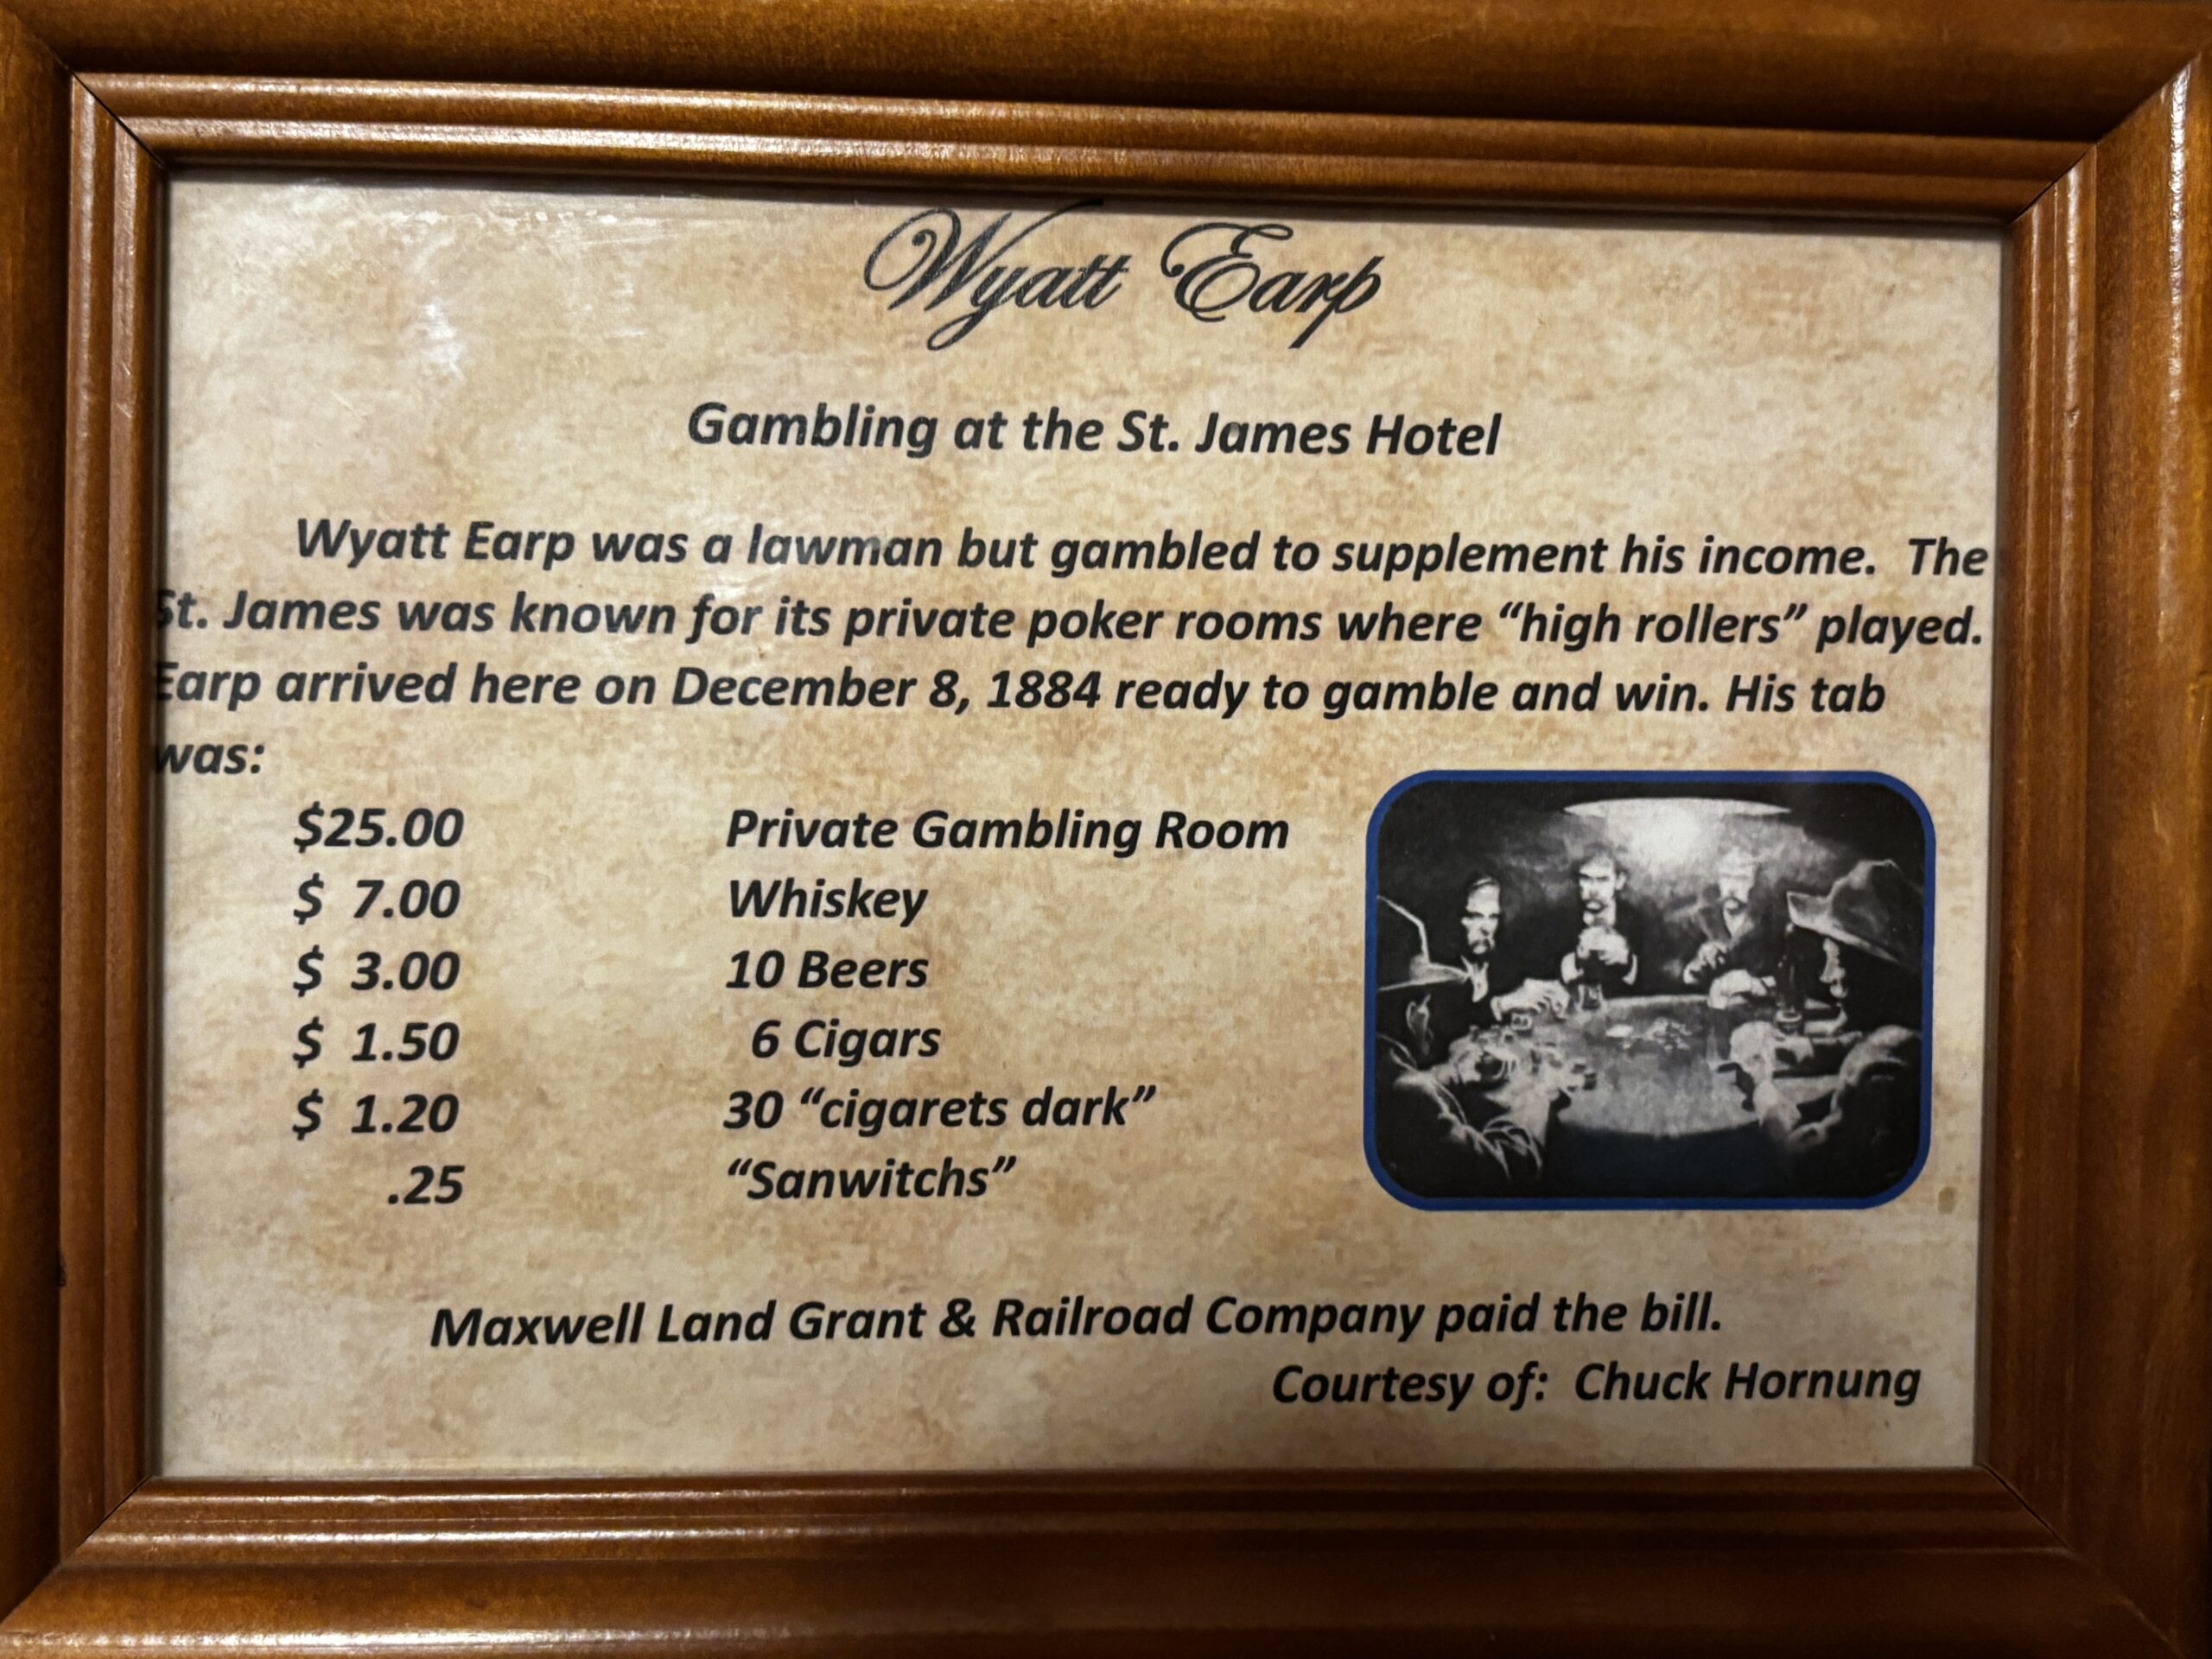 Wyatt Earp
Gambling at the St. James Hotel
Wyatt Earp was a lawman but gambled to supplement his income. The
St. James was known for its private poker rooms where “high rollers” played.
Earp arrived here on December 8, 1884 ready to gamble and win. His tab
was:
$25.00 Private Gambling Room
$ 7.00 Whiskey
$ 3.00 10 Beers
$ 1.50 6 Cigars
$ 1.20 30 “cigarets dark”
.25 “Sanwitchs”
Maxwell Land Grant & Railroad Company paid the bill.
Courtesy of: Chuck Hornung